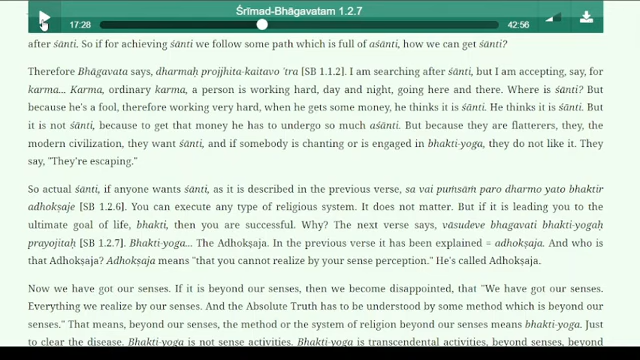 Śrīmad-Bhāgavatam 1.2.7
17:28
42:56
after śānti. So if for achieving śānti we follow some path which is full of aśānti, how we can get śānti?
Therefore Bhāgavata says, dharmaḥ projjhita-kaitavo 'tra [SB 1.1.2]. I am searching after śānti, but I am accepting, say, for
karma... Karma, ordinary karma, a person is working hard, day and night, going here and there. Where is śānti? But
because he's a fool, therefore working very hard, when he gets some money, he thinks it is śānti. He thinks it is śānti. But
it is not śānti, because to get that money he has to undergo so much aśānti. But because they are flatterers, they, the
modern civilization, they want śānti, and if somebody is chanting or is engaged in bhakti-yoga, they do not like it. They
say, "They're escaping."
So actual śānti, if anyone wants śānti, as it is described in the previous verse, sa vai puṁsāṁ paro dharmo yato bhaktir
adhokṣaje [SB 1.2.6]. You can execute any type of religious system. It does not matter. But if it is leading you to the
ultimate goal of life, bhakti, then you are successful. Why? The next verse says, vāsudeve bhagavati bhakti-yogaḥ
prayojitaḥ [SB 1.2.7]. Bhakti-yoga... The Adhokṣaja. In the previous verse it has been explained = adhokṣaja. And who is
that Adhokṣaja? Adhokṣaja means "that you cannot realize by your sense perception." He's called Adhokṣaja.
Now we have got our senses. If it is beyond our senses, then we become disappointed, that "We have got our senses.
Everything we realize by our senses. And the Absolute Truth has to be understood by some method which is beyond our
senses." That means, beyond our senses, the method or the system of religion beyond our senses means bhakti-yoga. Just
to clear the disease. Bhakti-yoga is not sense activities. Bhakti-yoga is transcendental activities, beyond senses, beyond